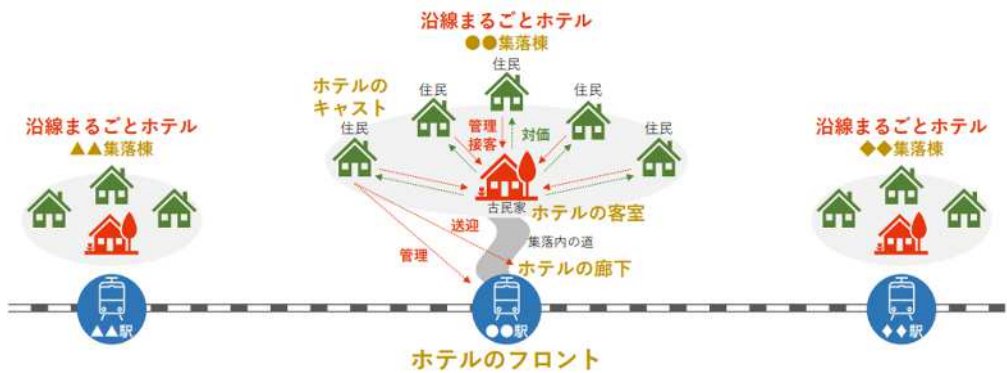 沿線まるごとホテル
●●集落棟
住民
ホテルの
キャスト
住民
住民
住民
住民
管理
接客
対価
沿線まるごとホテル
▲▲集落棟
沿線まるごとホテル
◆◆集落棟
古民家
ホテルの客室
送迎
集落内の道
管理
ホテルの廊下
▲▲駅
●●駅
◆◆駅
ホテルのフロント